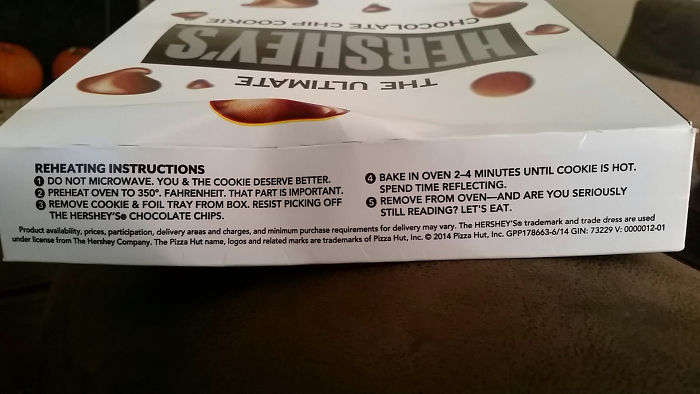 CHOCOLATE CHIP COOKIE
HERSHEY'S
THE ULTIMATE
REHEATING INSTRUCTIONS
1 DO NOT MICROWAVE. YOU & THE COOKIE DESERVE BETTER.
2 PREHEAT OVEN TO 350°. FAHRENHEIT. THAT PART IS IMPORTANT.
3 REMOVE COOKIE & FOIL TRAY FROM BOX. RESIST PICKING OFF
THE HERSHEY'S® CHOCOLATE CHIPS.
4 BAKE IN OVEN 2–4 MINUTES UNTIL COOKIE IS HOT.
SPEND TIME REFLECTING.
5 REMOVE FROM OVEN—AND ARE YOU SERIOUSLY
STILL READING? LET'S EAT.
Product availability, prices, participation, delivery areas and charges, and minimum purchase requirements for delivery may vary. The HERSHEY'S® trademark and trade dress are used
under license from The Hershey Company. The Pizza Hut name, logos and related marks are trademarks of Pizza Hut, Inc. © 2014 Pizza Hut, Inc. GPP178663-6/14 GIN: 73229 V: 0000012-01